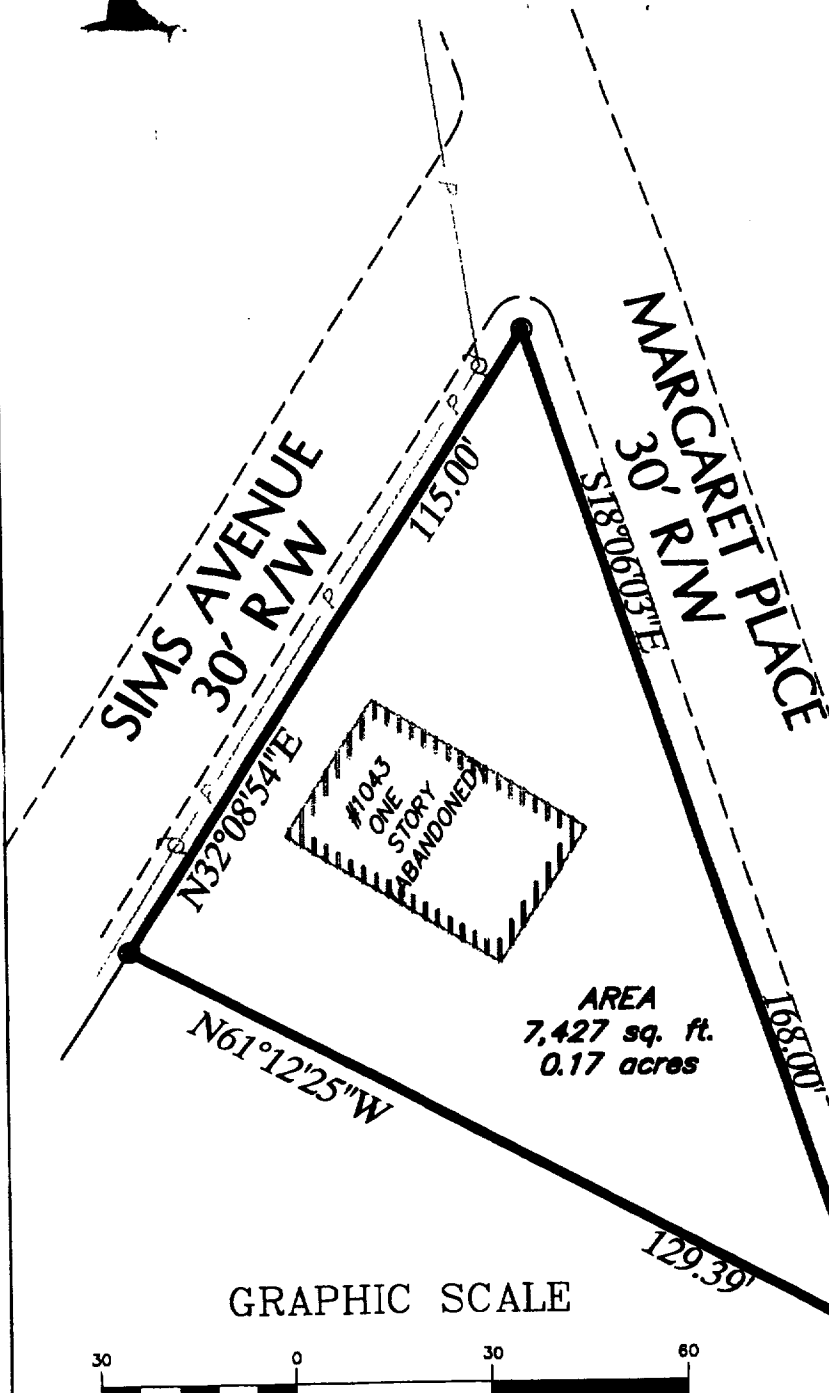 P
MARGARET PLACE
30' R/W
P
115.00'
SIMS AVENUE
30' R/W
S18°06'03"E
P
N32°08'54"E
P
#1043
ONE
STORY
ABANDONED
AREA
7,427 sq. ft.
0.17 acres
168.00'
N61°12'25"W
129.39'
GRAPHIC SCALE
30 0 30 60